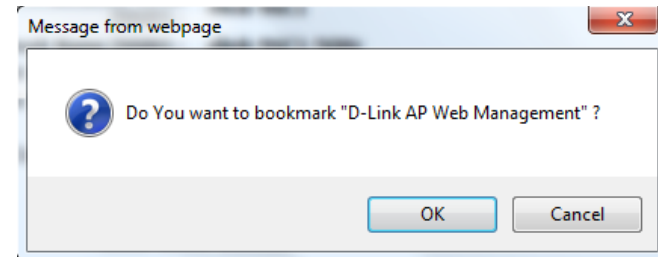 Message from webpage
Do You want to bookmark "D-Link AP Web Management" ?
OK
Cancel